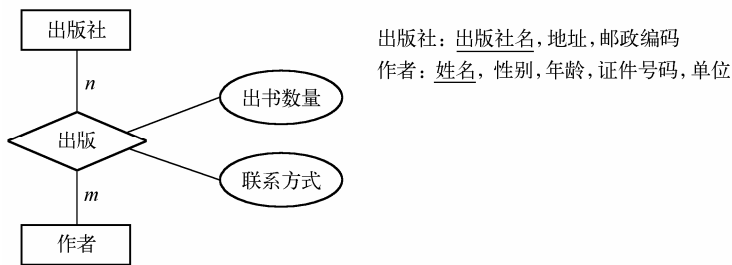 出版社
n
出版
m
作者
出书数量
联系方式
出版社：出版社名，地址，邮政编码
作者：姓名，性别，年龄，证件号码，单位